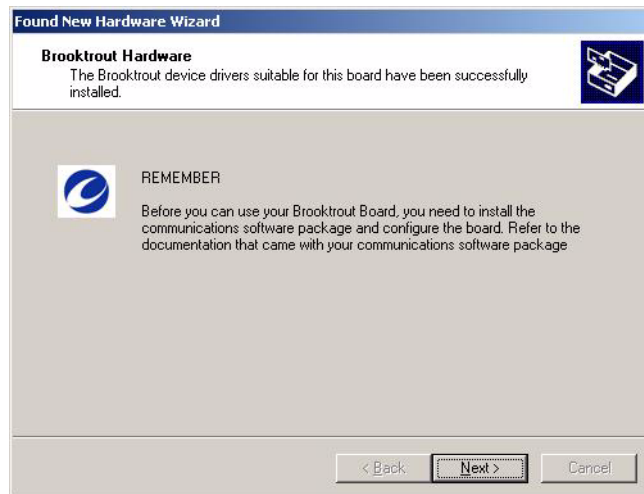 Found New Hardware Wizard
Brooktrout Hardware
The Brooktrout device drivers suitable for this board have been successfully
installed.
REMEMBER
Before you can use your Brooktrout Board, you need to install the
communications software package and configure the board. Refer to the
documentation that came with your communications software package
< Back
Next >
Cancel